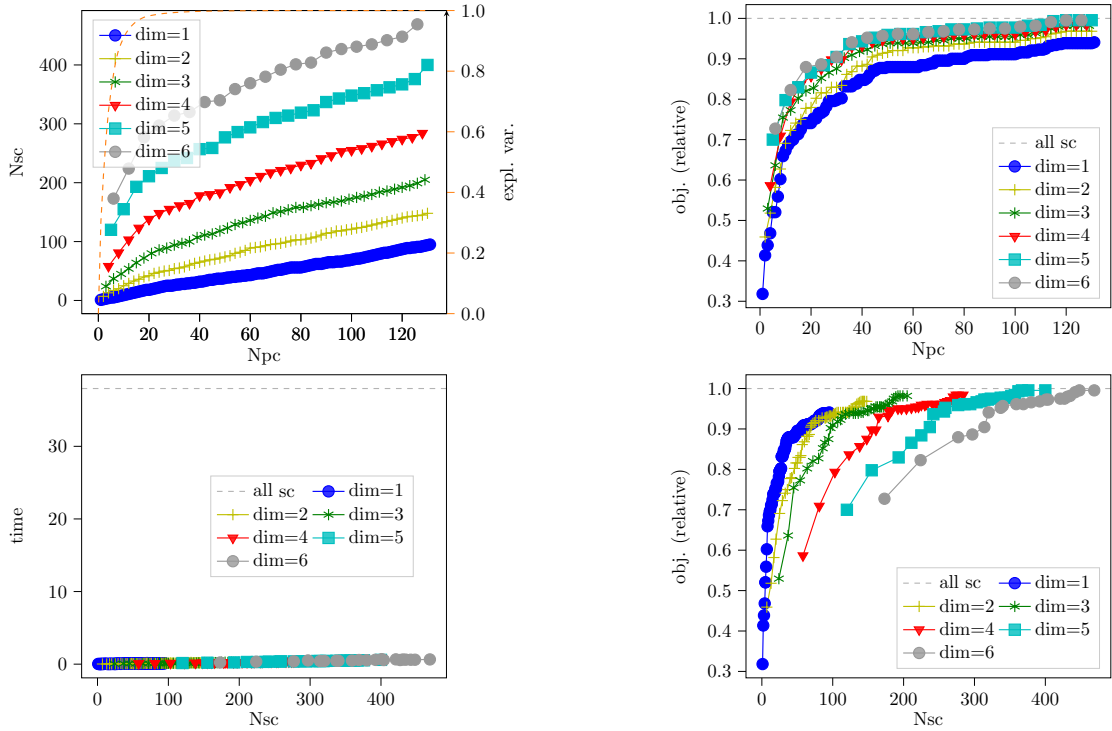 400
300
200
100
0
Nsc
dim=1
dim=2
dim=3
dim=4
dim=5
dim=6
1.0
0.8
0.6
0.4
0.2
0.0
expl. var.
0 20 40 60 80 100 120
Npc
1.0
0.9
0.8
0.7
0.6
0.5
0.4
0.3
obj. (relative)
all sc
dim=1
dim=2
dim=3
dim=4
dim=5
dim=6
0 20 40 60 80 100 120
Npc
30
20
10
0
time
all sc dim=1
dim=2 dim=3
dim=4 dim=5
dim=6
0 100 200 300 400
Nsc
1.0
0.9
0.8
0.7
0.6
0.5
0.4
0.3
obj. (relative)
all sc dim=1
dim=2 dim=3
dim=4 dim=5
dim=6
0 100 200 300 400
Nsc